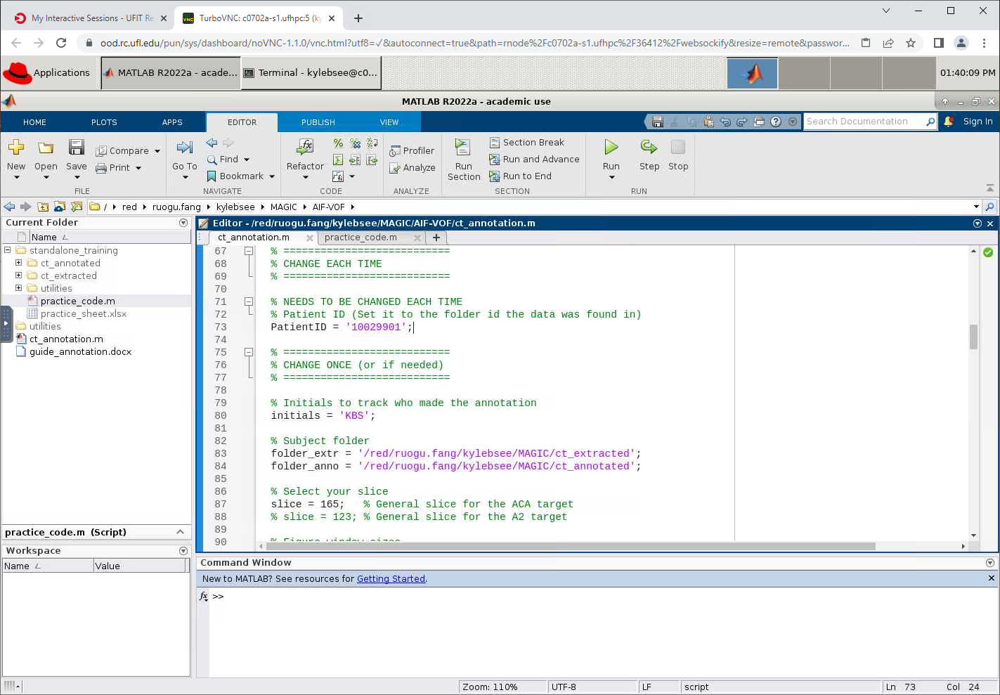 My Interactive Sessions - UFIT Re
TurboVNC: c0702a-s1.ufhpc:5 (ky
ood.rc.ufl.edu/pun/sys/dashboard/noVNC-1.1.0/vnc.html?utf8=✓&autoconnect=true&path=rnode%2Fc0702a-s1.ufhpc%2F36412%2Fwebsockify&resize=remote&passwor...
Applications
MATLAB R2022a - acade...
Terminal - kylebsee@c0...
01:40:09 PM
MATLAB R2022a - academic use
HOME PLOTS APPS EDITOR PUBLISH VIEW
Search Documentation
Sign In
New Open Save Compare Print
Go To Find Bookmark
Refactor
Profiler
Analyze
Run Section
Section Break
Run and Advance
Run to End
Run Step Stop
FILE NAVIGATE CODE ANALYZE SECTION RUN
/ red ruogu.fang kylebsee MAGIC AIF-VOF
Current Folder
Name
standalone_training
ct_annotated
ct_extracted
utilities
practice_code.m
practice_sheet.xlsx
utilities
ct_annotation.m
guide_annotation.docx
practice_code.m (Script)
Workspace
Name Value
Editor - /red/ruogu.fang/kylebsee/MAGIC/AIF-VOF/ct_annotation.m
ct_annotation.m practice_code.m
67 % ===========================
68 % CHANGE EACH TIME
69 % ===========================
70
71 % NEEDS TO BE CHANGED EACH TIME
72 % Patient ID (Set it to the folder id the data was found in)
73 PatientID = '10029901';
74
75 % ===========================
76 % CHANGE ONCE (or if needed)
77 % ===========================
78
79 % Initials to track who made the annotation
80 initials = 'KBS';
81
82 % Subject folder
83 folder_extr = '/red/ruogu.fang/kylebsee/MAGIC/ct_extracted';
84 folder_anno = '/red/ruogu.fang/kylebsee/MAGIC/ct_annotated';
85
86 % Select your slice
87 slice = 165; % General slice for the ACA target
88 % slice = 123; % General slice for the A2 target
89
90 % Figure window sizes
Command Window
New to MATLAB? See resources for Getting Started.
fx >>
Zoom: 110% UTF-8 LF script Ln 73 Col 24